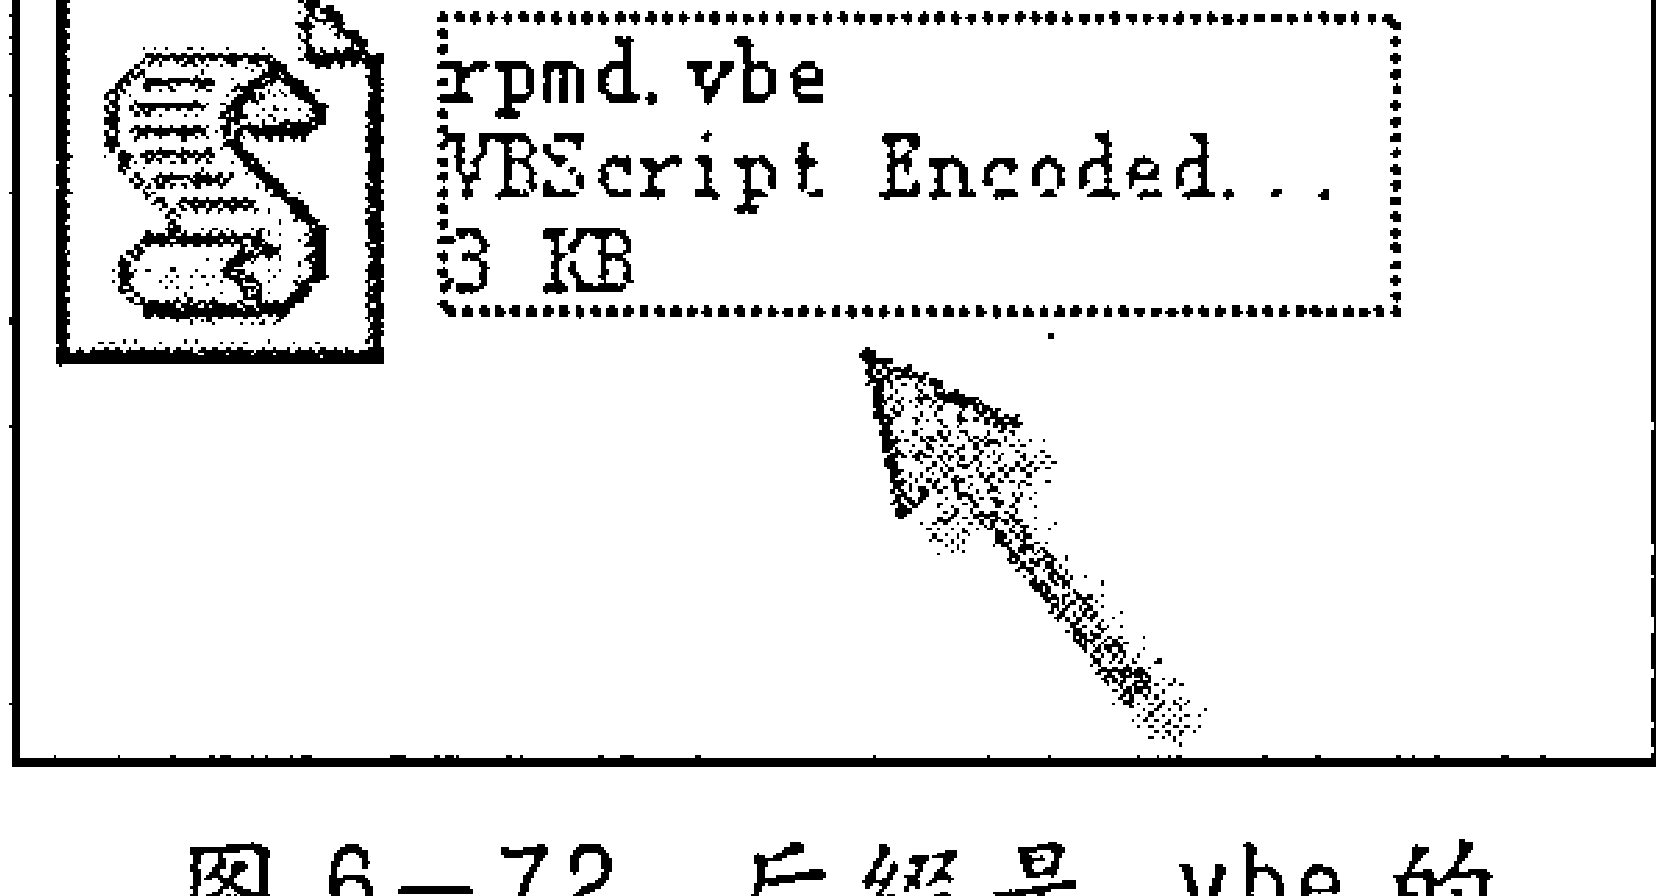 rpmd.vbe
VBScript Encoded...
3 KB
图 6-72 后缀是 vbe 的